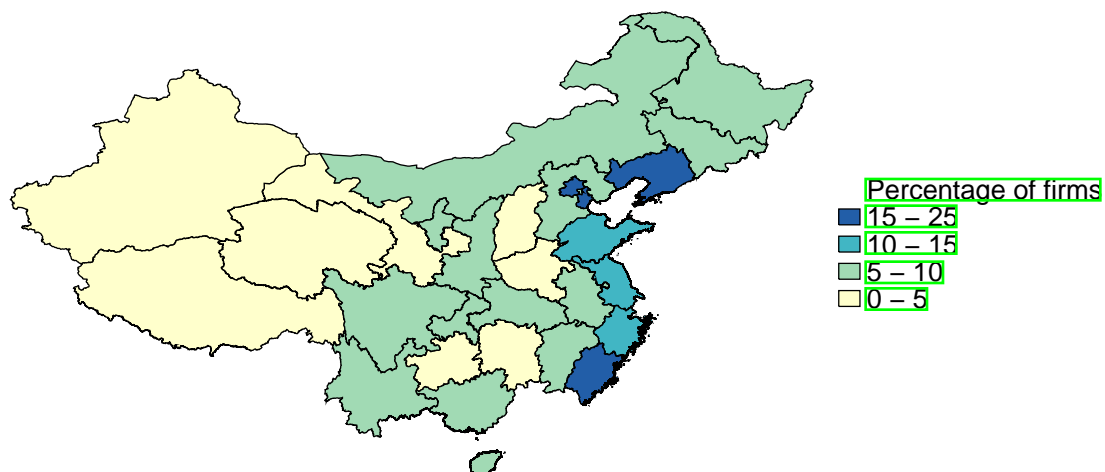 Percentage of firms
15 – 25
10 – 15
5 – 10
0 – 5